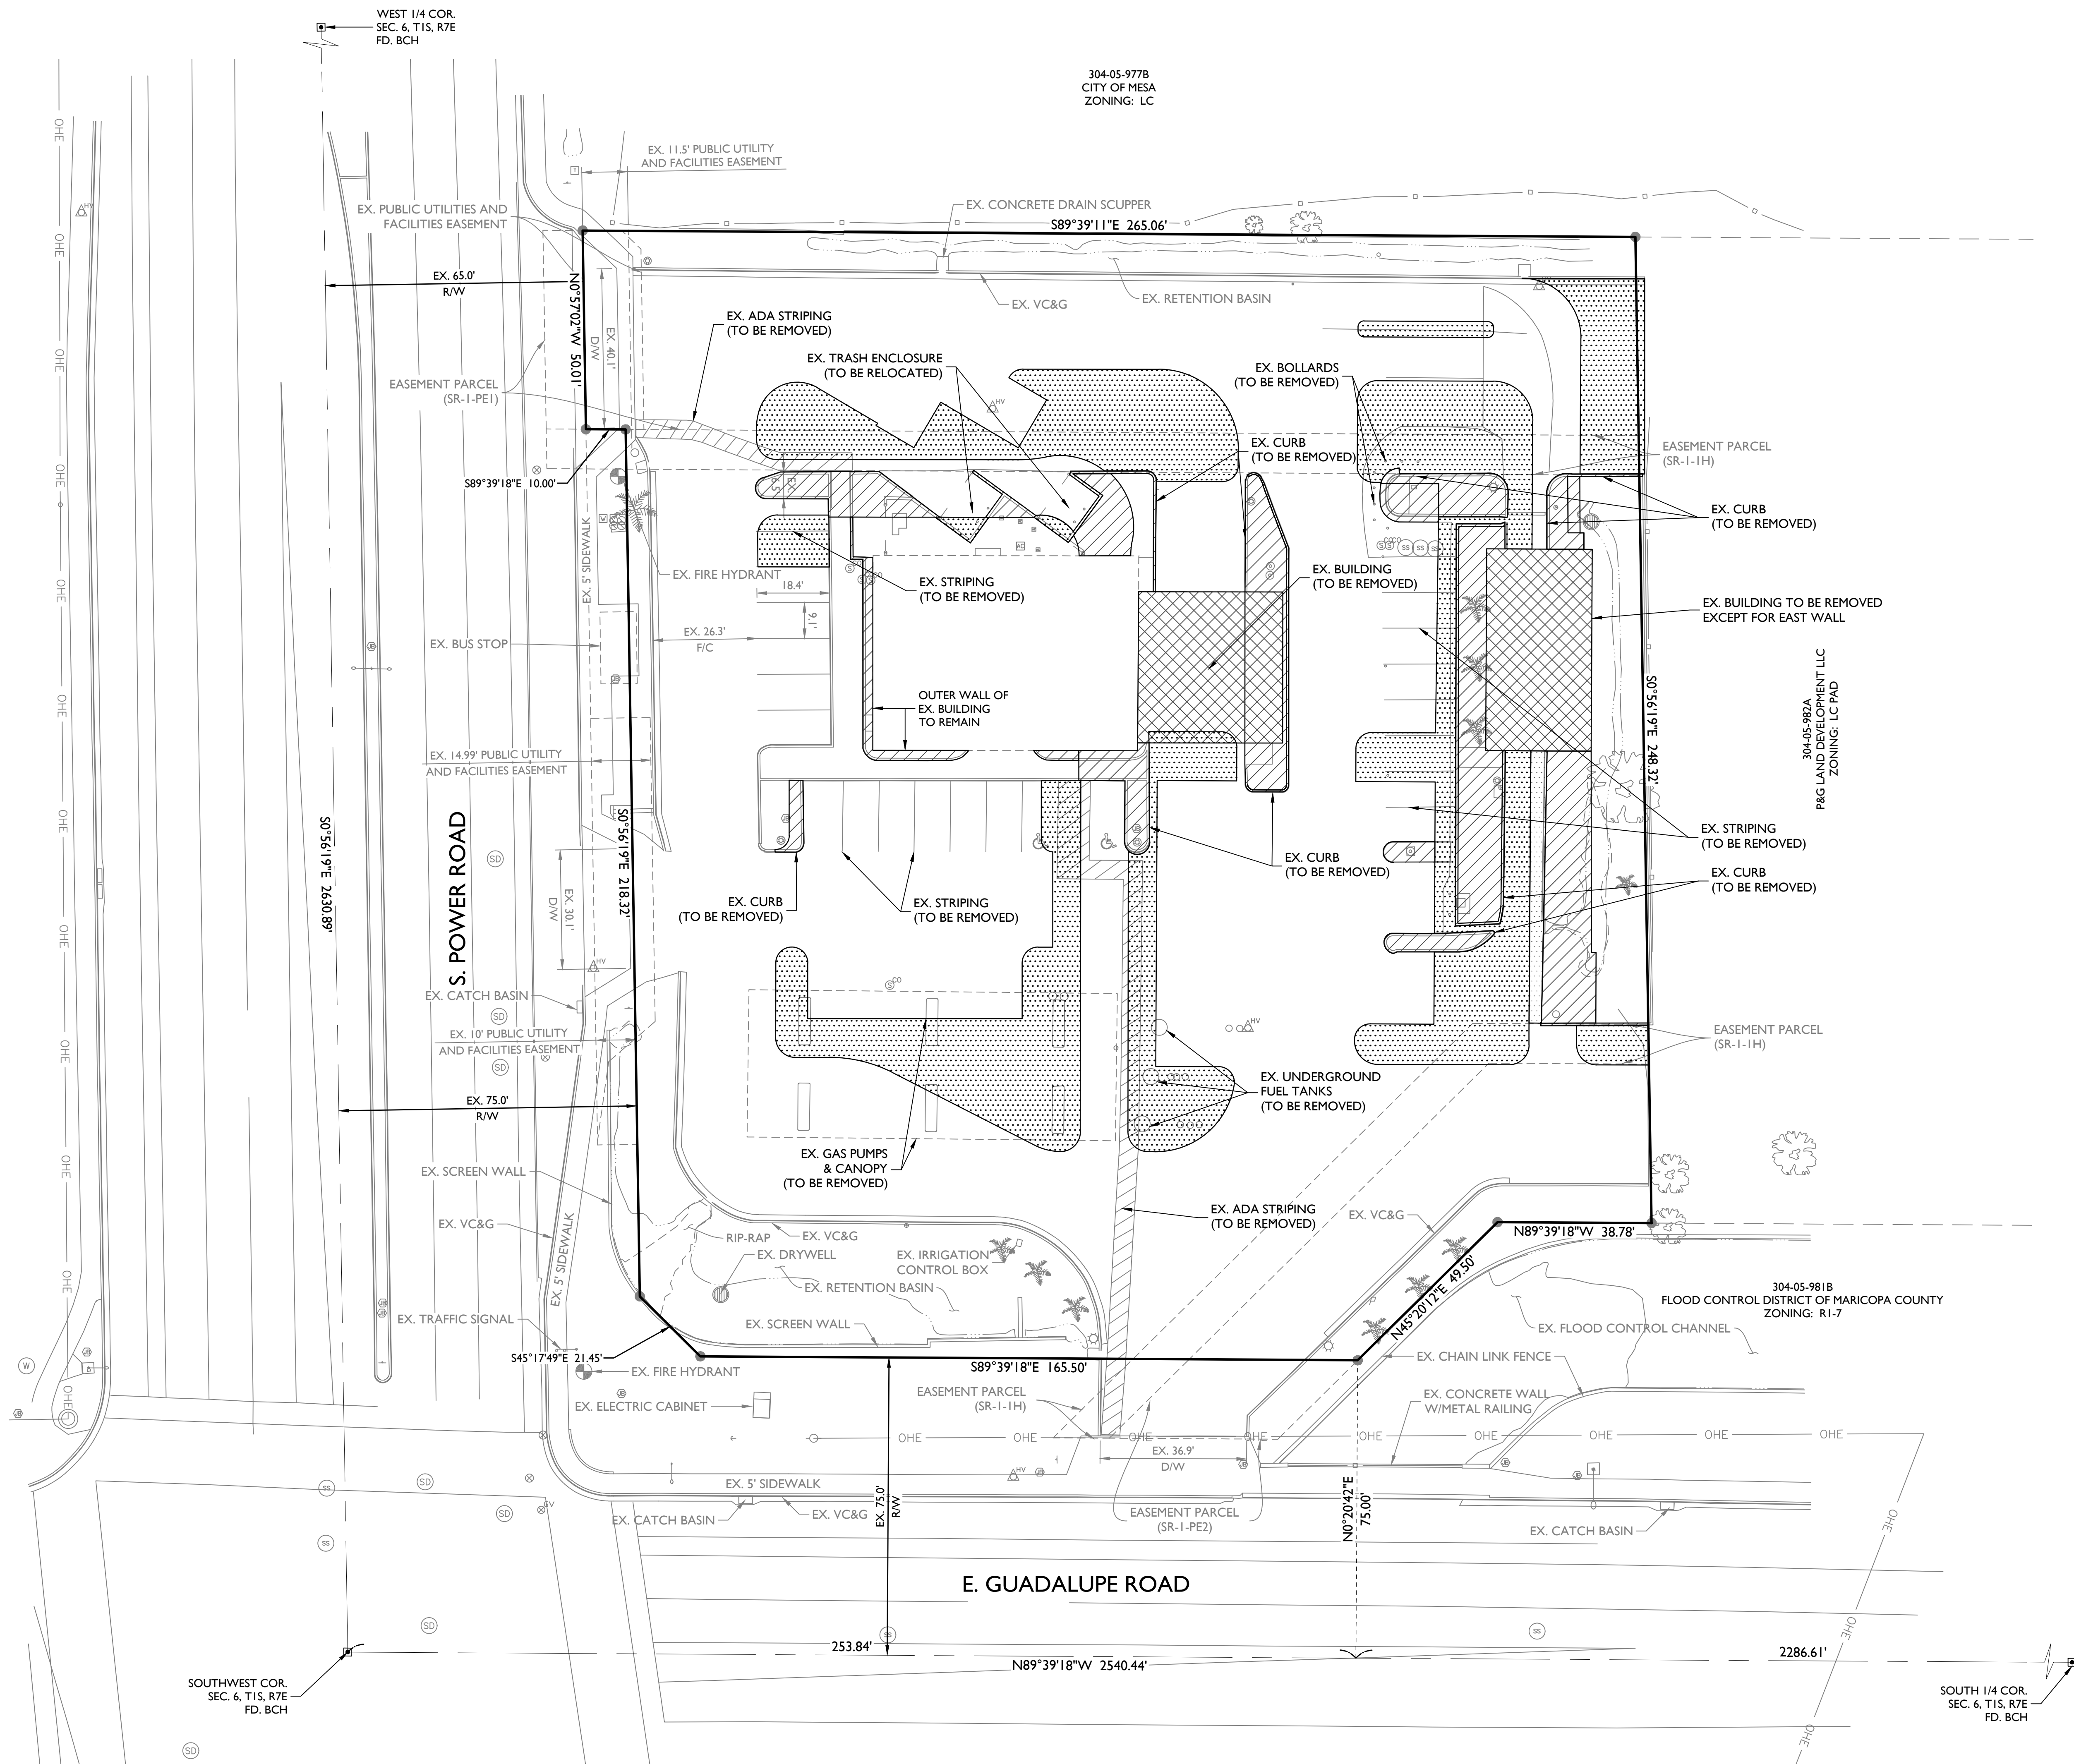 WEST 1/4 COR.
SEC. 6, T1S, R7E
FD. BCH
304-05-977B
CITY OF MESA
ZONING: LC
EX. 11.5' PUBLIC UTILITY
AND FACILITIES EASEMENT
EX. PUBLIC UTILITIES AND
FACILITIES EASEMENT
EX. CONCRETE DRAIN SCUPPER
S89°39'11"E 265.06'
EX. 65.0'
R/W
N0°57'02"W 50.01'
EX. 40.1'
D/W
EX. VC&G
EX. RETENTION BASIN
EX. ADA STRIPING
(TO BE REMOVED)
EX. TRASH ENCLOSURE
(TO BE RELOCATED)
EX. BOLLARDS
(TO BE REMOVED)
EASEMENT PARCEL
(SR-1-PE1)
HV
EX. CURB
(TO BE REMOVED)
EASEMENT PARCEL
(SR-1-1H)
S89°39'18"E 10.00'
EX.
6.5'
EX. CURB
(TO BE REMOVED)
EX. 5' SIDEWALK
EX. FIRE HYDRANT
18.4'
9.1'
EX. STRIPING
(TO BE REMOVED)
EX. BUILDING
(TO BE REMOVED)
EX. BUILDING TO BE REMOVED
EXCEPT FOR EAST WALL
EX. BUS STOP
EX. 26.3'
F/C
OUTER WALL OF
EX. BUILDING
TO REMAIN
304-05-982A
P&G LAND DEVELOPMENT LLC
ZONING: LC PAD
S0°56'19"E 248.32'
EX. 14.99' PUBLIC UTILITY
AND FACILITIES EASEMENT
S0°56'19"E 2630.89'
S. POWER ROAD
S0°56'19"E 218.32'
EX. 30.1'
D/W
EX. STRIPING
(TO BE REMOVED)
EX. CURB
(TO BE REMOVED)
EX. CURB
(TO BE REMOVED)
EX. CURB
(TO BE REMOVED)
EX. STRIPING
(TO BE REMOVED)
HV
EX. CATCH BASIN
CO
EX. 10' PUBLIC UTILITY
AND FACILITIES EASEMENT
HV
EASEMENT PARCEL
(SR-1-1H)
EX. UNDERGROUND
FUEL TANKS
(TO BE REMOVED)
EX. 75.0'
R/W
EX. GAS PUMPS
& CANOPY
(TO BE REMOVED)
EX. SCREEN WALL
EX. VC&G
EX. 5' SIDEWALK
RIP-RAP
EX. VC&G
EX. DRYWELL
EX. IRRIGATION
CONTROL BOX
EX. RETENTION BASIN
EX. ADA STRIPING
(TO BE REMOVED)
EX. VC&G
N89°39'18"W 38.78'
N45°20'12"E 49.50'
304-05-981B
FLOOD CONTROL DISTRICT OF MARICOPA COUNTY
ZONING: R1-7
EX. TRAFFIC SIGNAL
EX. SCREEN WALL
EX. FLOOD CONTROL CHANNEL
S45°17'49"E 21.45'
EX. FIRE HYDRANT
S89°39'18"E 165.50'
EX. CHAIN LINK FENCE
EX. ELECTRIC CABINET
EASEMENT PARCEL
(SR-1-1H)
EX. CONCRETE WALL
W/METAL RAILING
OHE OHE OHE OHE OHE OHE OHE OHE OHE
EX. 36.9'
D/W
HV
EX. 5' SIDEWALK
EX. 75.0'
R/W
EX. CATCH BASIN
EX. VC&G
EASEMENT PARCEL
(SR-1-PE2)
N0°20'42"E
75.00'
EX. CATCH BASIN
E. GUADALUPE ROAD
253.84'
N89°39'18"W 2540.44'
2286.61'
SOUTHWEST COR.
SEC. 6, T1S, R7E
FD. BCH
SOUTH 1/4 COR.
SEC. 6, T1S, R7E
FD. BCH